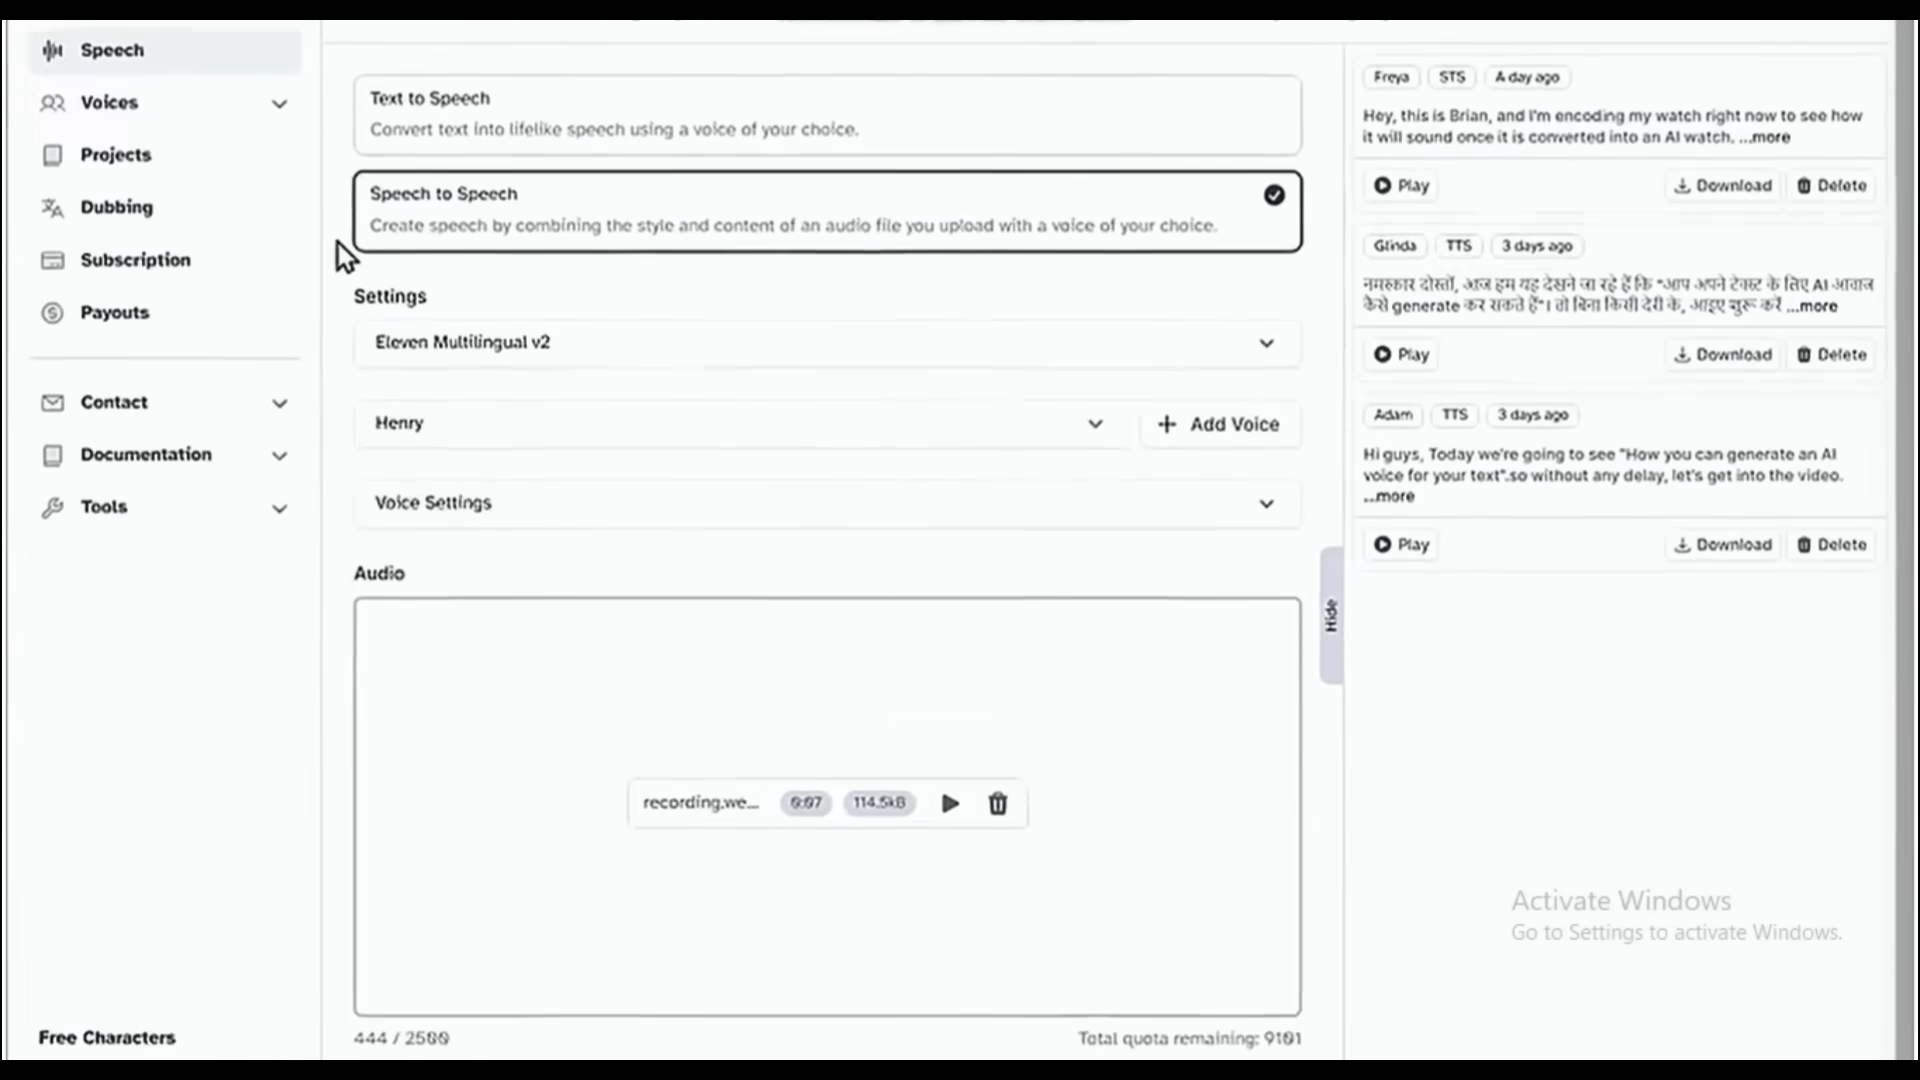 Speech
Voices
Projects
Dubbing
Subscription
Payouts
Contact
Documentation
Tools
Free Characters
Text to Speech
Convert text into lifelike speech using a voice of your choice.
Speech to Speech
Create speech by combining the style and content of an audio file you upload with a voice of your choice.
Settings
Eleven Multilingual v2
Henry
Add Voice
Voice Settings
Audio
recording.we...
0:07 114.5kB
444 / 2500
Total quota remaining: 9101
Hide
Freya STS A day ago
Hey, this is Brian, and I'm encoding my watch right now to see how
it will sound once it is converted into an AI watch. ...more
Play Download Delete
Glinda TTS 3 days ago
नमस्कार दोस्तों, आज हम यह देखने जा रहे हैं कि "आप अपने टेक्स्ट के लिए AI आवाज
कैसे generate कर सकते हैं"। तो बिना किसी देरी के, आइए शुरू करें ...more
Play Download Delete
Adam TTS 3 days ago
Hi guys, Today we're going to see "How you can generate an AI
voice for your text".so without any delay, let's get into the video.
...more
Play Download Delete
Activate Windows
Go to Settings to activate Windows.